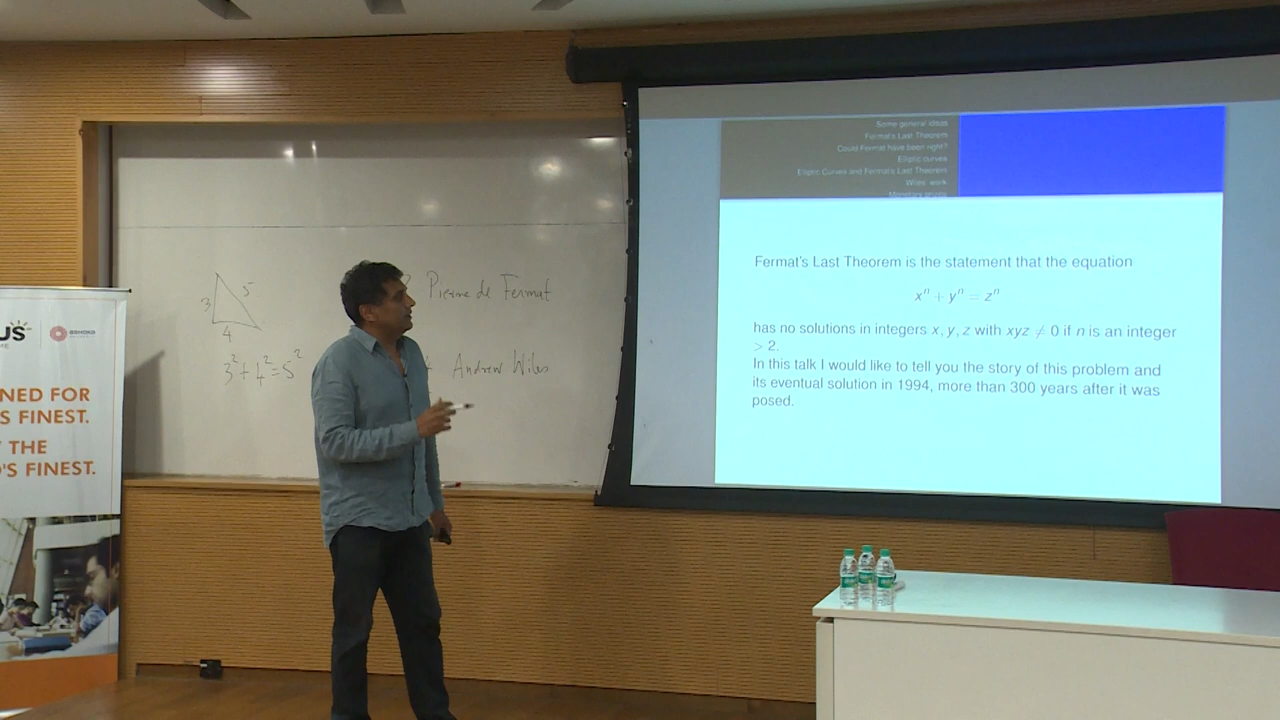 US
NED FOR
S FINEST.
THE
'S FINEST.
3
5
4
3²+4²=5²
Pierre de Fermat
Andrew Wiles
Some general ideas
Fermat's Last Theorem
Could Fermat have been right?
Elliptic curves
Elliptic Curves and Fermat's Last Theorem
Wiles' work
Fermat's Last Theorem is the statement that the equation
xⁿ + yⁿ = zⁿ
has no solutions in integers x, y, z with xyz ≠ 0 if n is an integer
> 2.
In this talk I would like to tell you the story of this problem and
its eventual solution in 1994, more than 300 years after it was
posed.